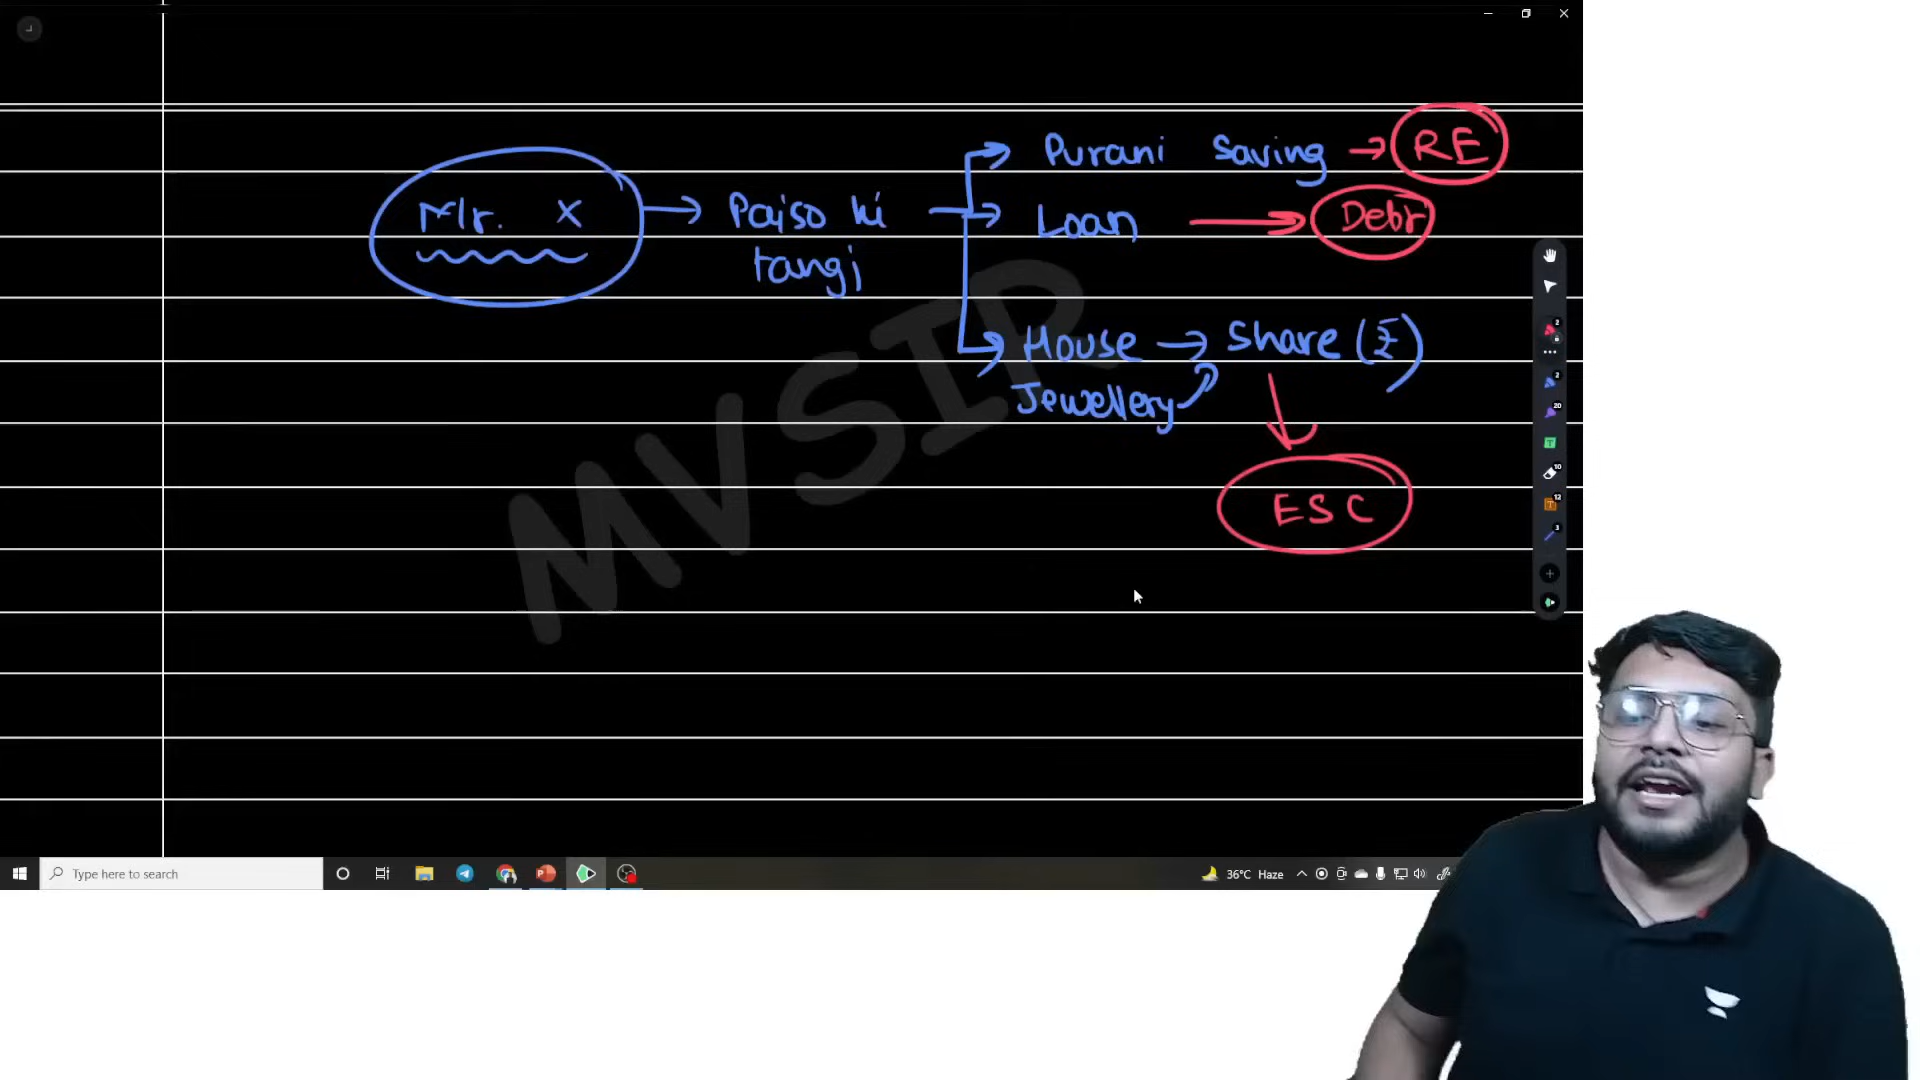 Purani Saving → RE
Mr. X → Paiso ki tangi
Loan → Debt
House → Share (₹)
Jewellery
ESC
MVSIR
Type here to search
36°C Haze